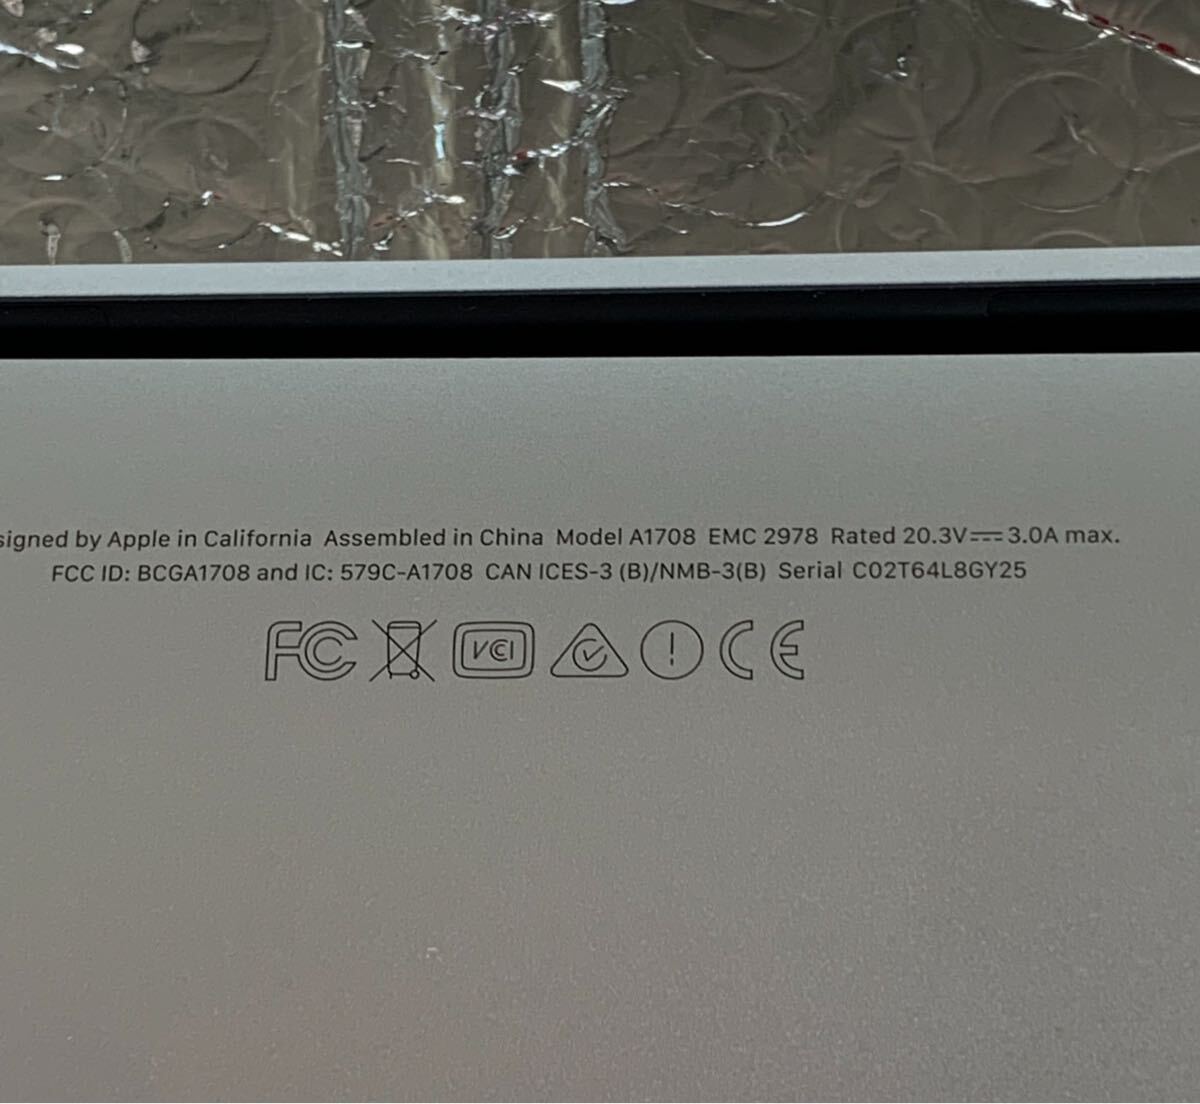 signed by Apple in California Assembled in China Model A1708 EMC 2978 Rated 20.3V⎓3.0A max.
FCC ID: BCGA1708 and IC: 579C-A1708 CAN ICES-3 (B)/NMB-3(B) Serial C02T64L8GY25
FC VCI CE